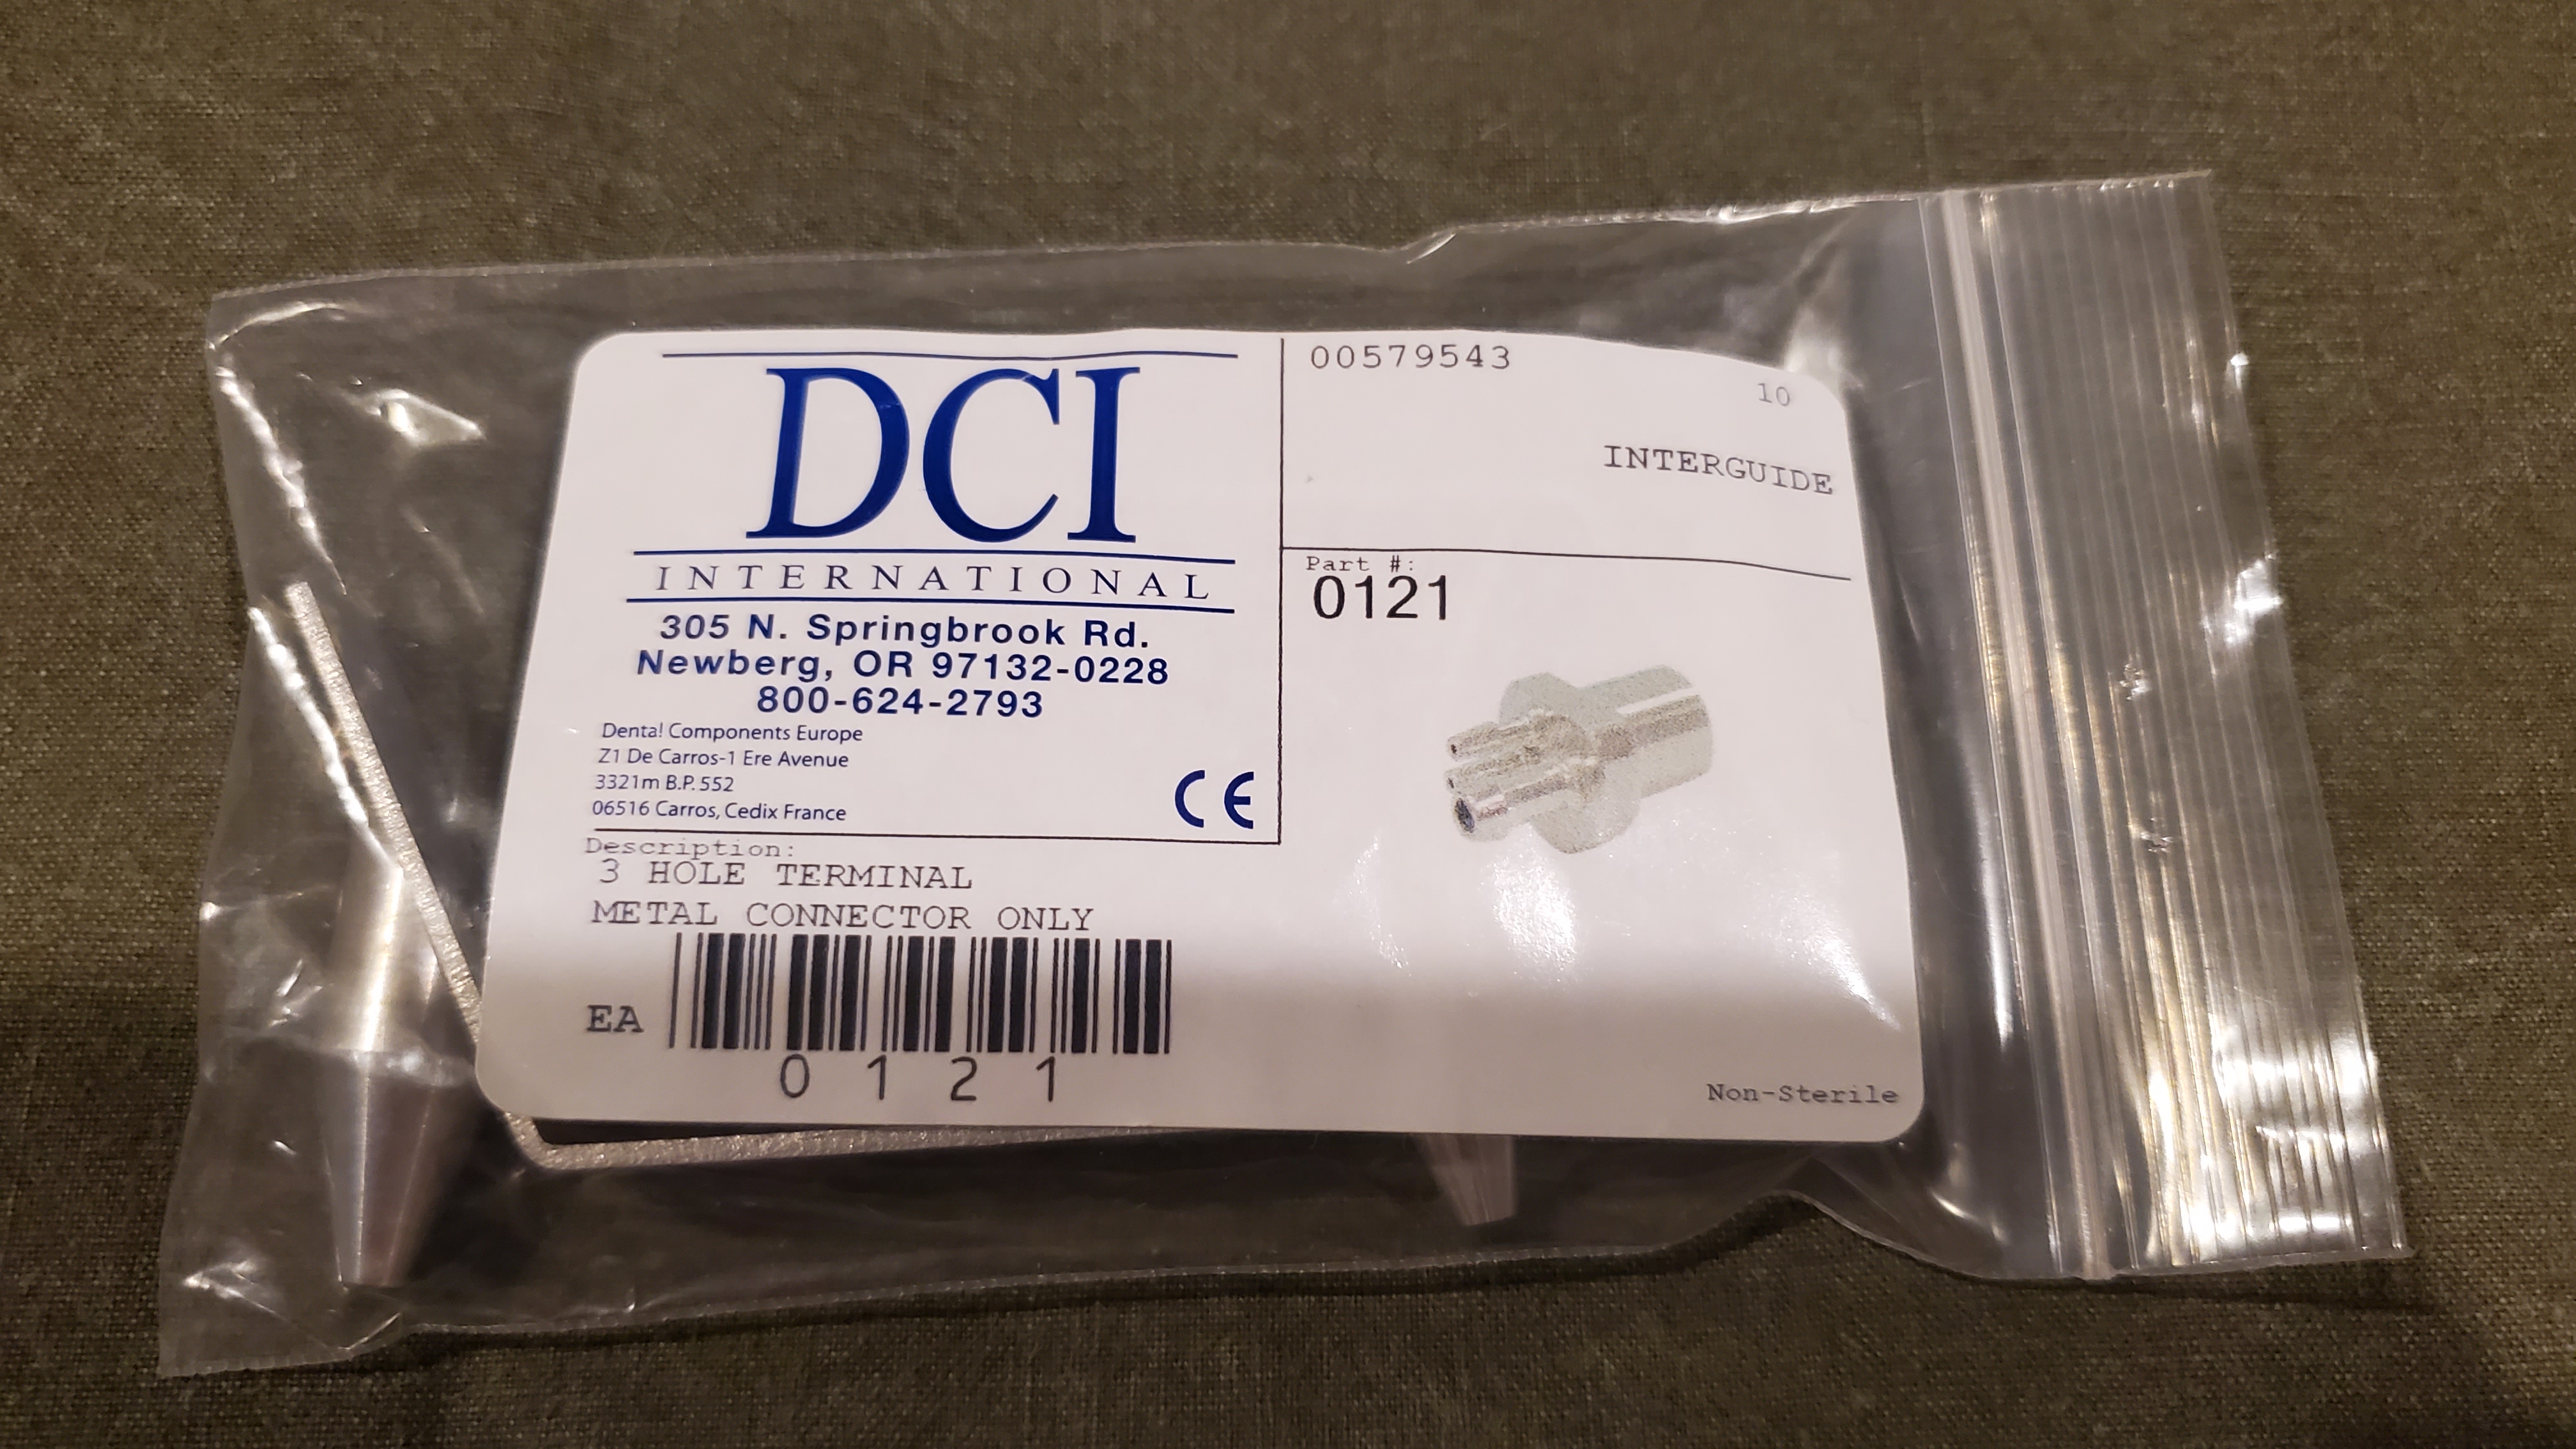 DCI
INTERNATIONAL
305 N. Springbrook Rd.
Newberg, OR 97132-0228
800-624-2793
Dental Components Europe
Z1 De Carros-1 Ere Avenue
3321m B.P. 552
06516 Carros, Cedix France
CE
Description:
3 HOLE TERMINAL
METAL CONNECTOR ONLY
EA
0121
00579543
10
INTERGUIDE
Part #:
0121
Non-Sterile